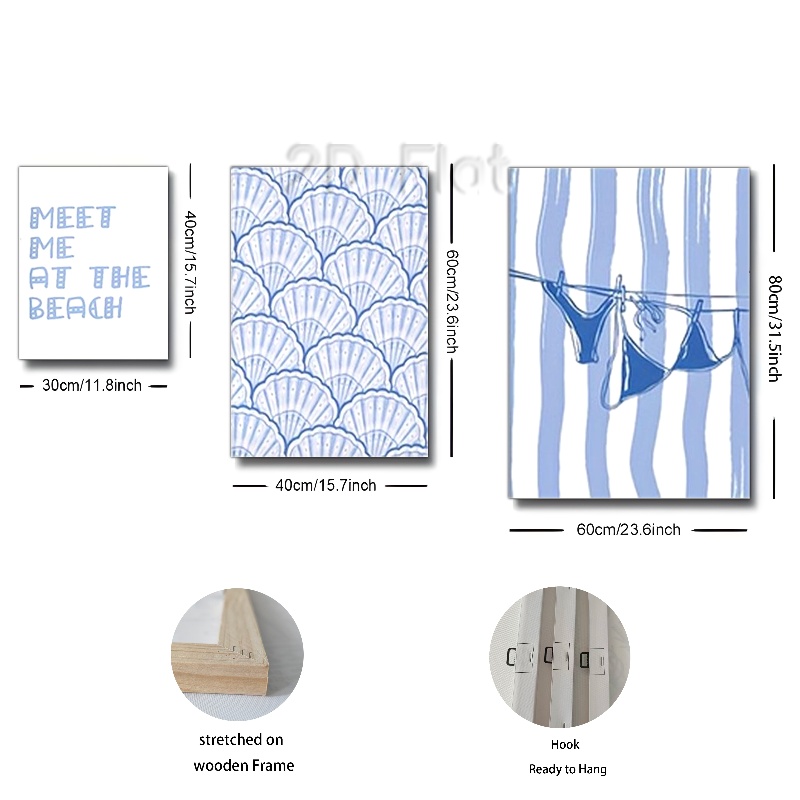 2D Flat
MEET
ME
AT THE
BEACH
40cm/15.7inch
30cm/11.8inch
60cm/23.6inch
40cm/15.7inch
80cm/31.5inch
60cm/23.6inch
stretched on
wooden Frame
Hook
Ready to Hang